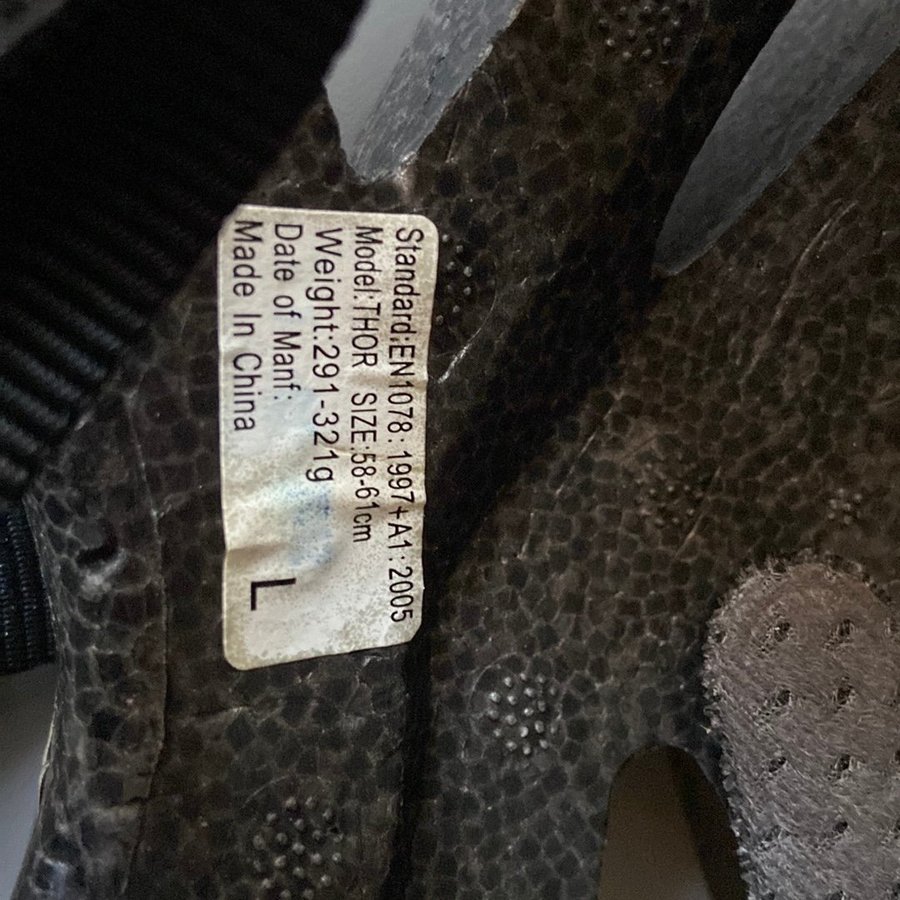 Standard:EN1078: 1997+A1: 2005
Model:THOR SIZE:58-61cm
Weight:291-321g
Date of Manf:
Made In China
L